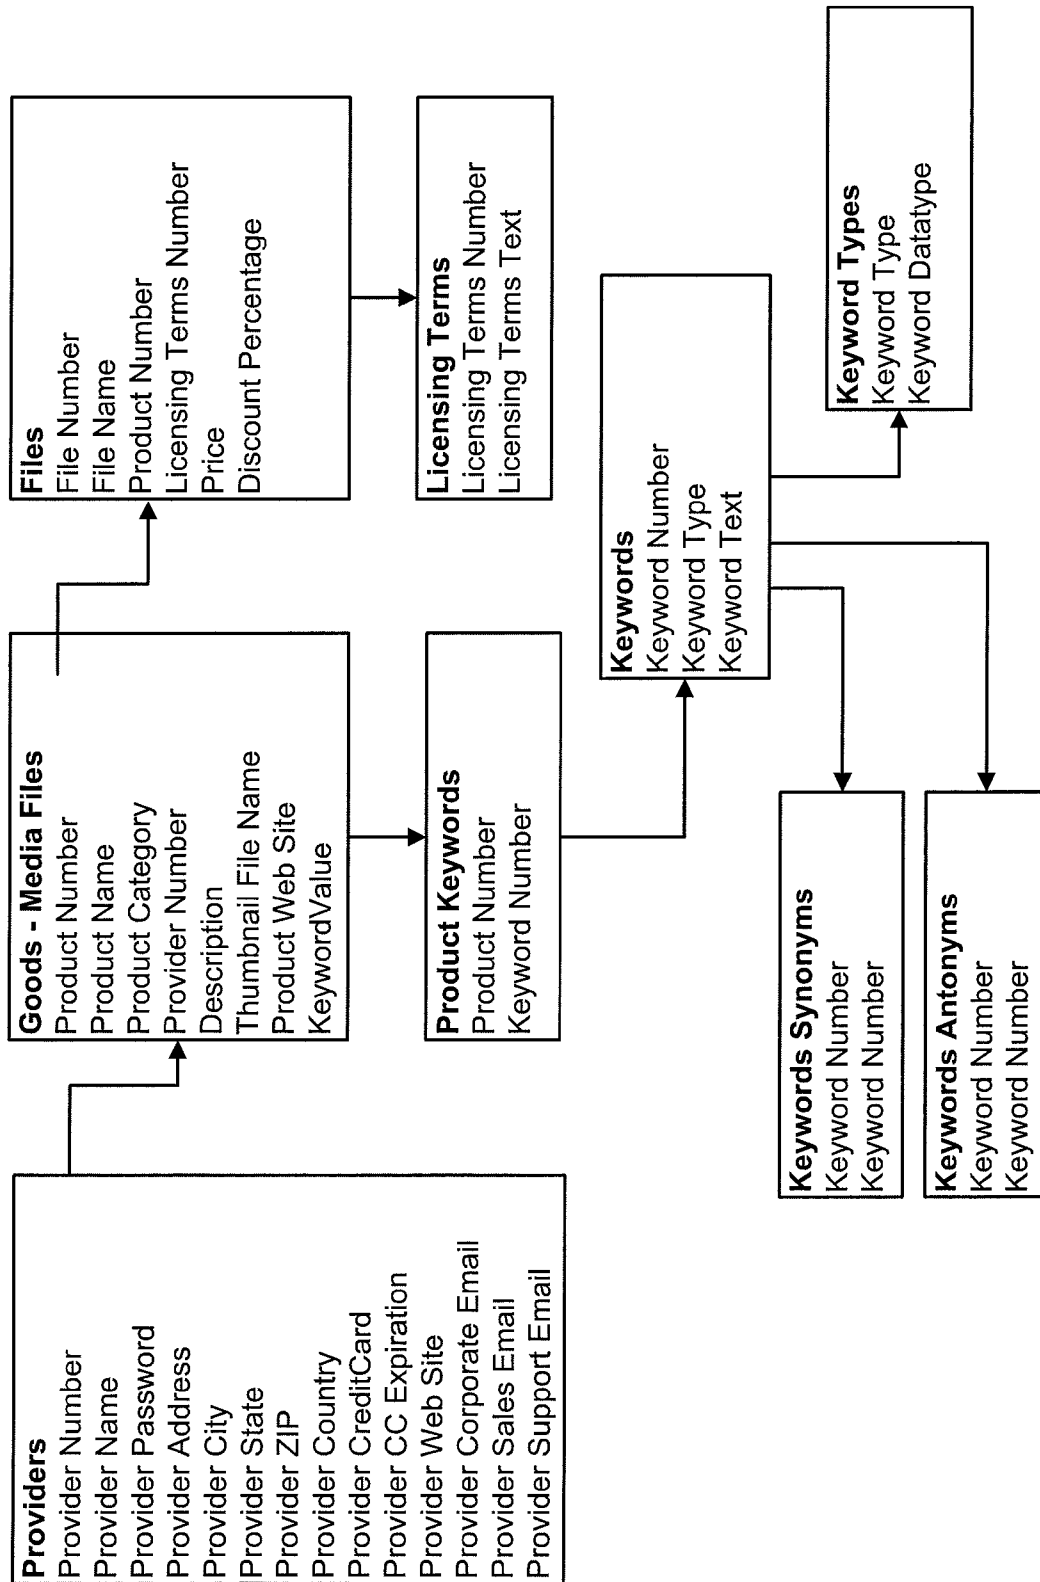 Providers
Provider Number
Provider Name
Provider Password
Provider Address
Provider City
Provider State
Provider ZIP
Provider Country
Provider CreditCard
Provider CC Expiration
Provider Web Site
Provider Corporate Email
Provider Sales Email
Provider Support Email
Goods - Media Files
Product Number
Product Name
Product Category
Provider Number
Description
Thumbnail File Name
Product Web Site
KeywordValue
Files
File Number
File Name
Product Number
Licensing Terms Number
Price
Discount Percentage
Product Keywords
Product Number
Keyword Number
Licensing Terms
Licensing Terms Number
Licensing Terms Text
Keywords
Keyword Number
Keyword Type
Keyword Text
Keywords Synonyms
Keyword Number
Keyword Number
Keyword Types
Keyword Type
Keyword Datatype
Keywords Antonyms
Keyword Number
Keyword Number